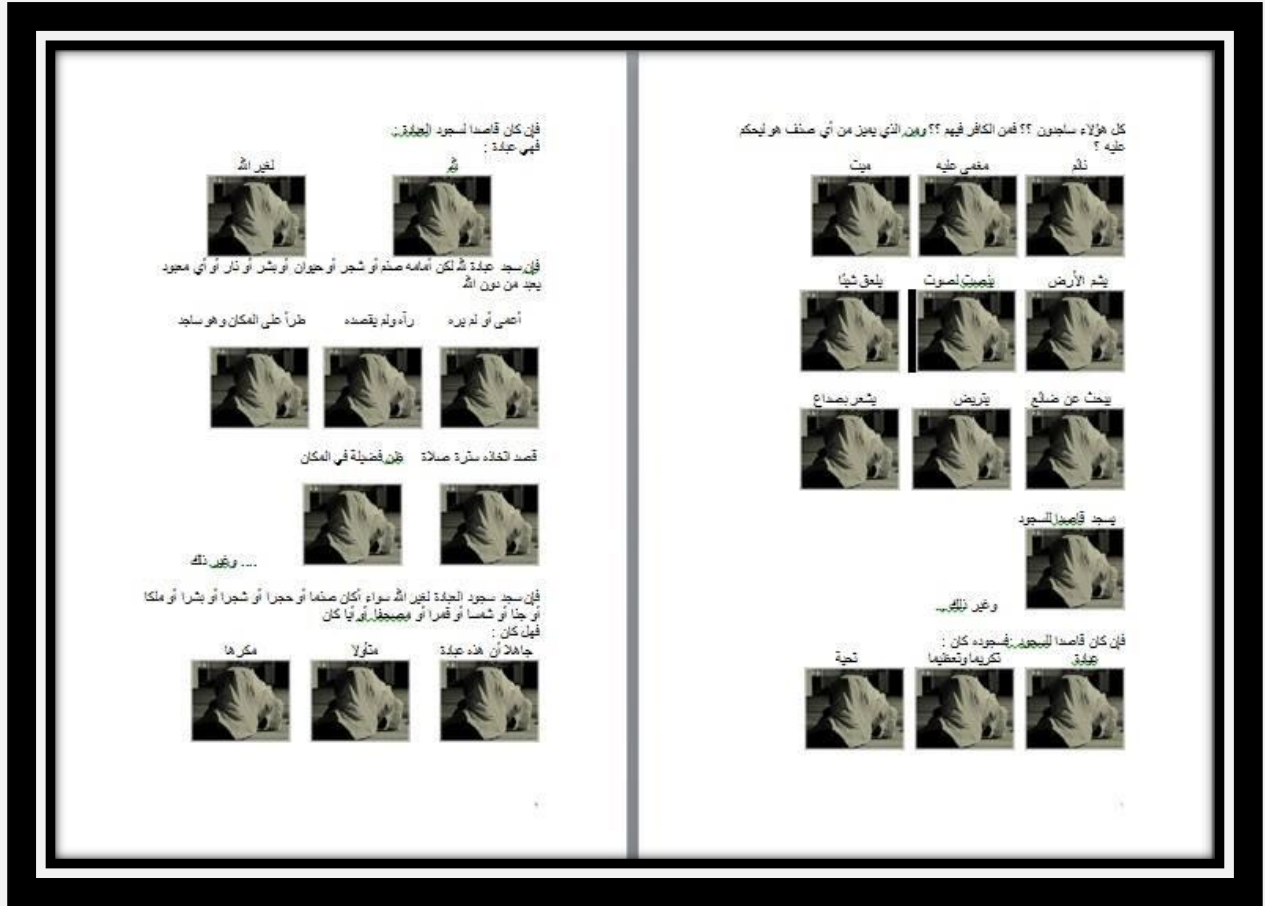 كل هؤلاء ساجدون ؟؟ فمن الكافر فيهم ؟؟ ومن الذي يميز من أي صنف هو ليحكم
عليه ؟
نائم مغمى عليه ميت
يشم الأرض ينصت لصوت يلعق شيئا
يبحث عن ضائع يتريض يشعر بصداع
يسجد قاصدا للسجود
وغير ذلك ..
فإن كان قاصدا للسجود : فسجوده كان :
عبادة تكريما وتعظيما تحية
فإن كان قاصدا لسجود العبادة :
فهي عبادة :
لله لغير الله
فإن سجد عبادة لله لكن أمامه صنم أو شجر أو حيوان أو بشر أو نار أو أي معبود
يعبد من دون الله
أعمى أو لم يره رآه ولم يقصده طرأ على المكان وهو ساجد
قصد اتخاذه سترة صلاة ظن فضيلة في المكان
.... وغير ذلك
فإن سجد سجود العبادة لغير الله سواء أكان صنما أو حجرا أو شجرا أو بشرا أو ملكا
أو جنا أو شمسا أو قمرا أو مصحفا أو أيا كان
فهل كان :
جاهلا أن هذه عبادة متأولا مكرها